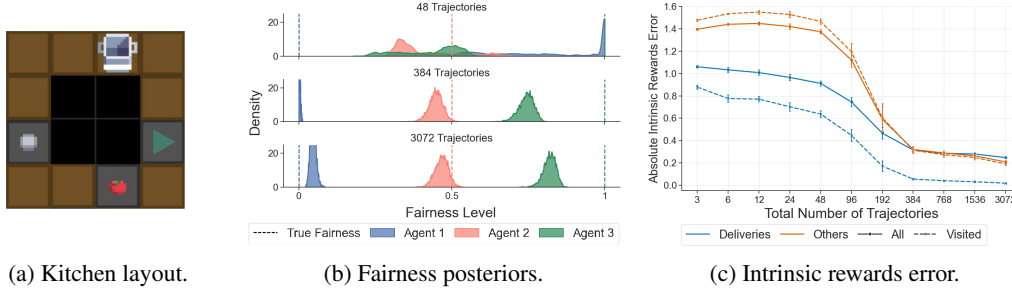 48 Trajectories
384 Trajectories
3072 Trajectories
Density
0
0.5
1
Fairness Level
True Fairness
Agent 1
Agent 2
Agent 3
20
10
0
20
10
0
20
10
0
Absolute Intrinsic Rewards Error
1.6
1.4
1.2
1.0
0.8
0.6
0.4
0.2
0.0
3 6 12 24 48 96 192 384 768 1536 3072
Total Number of Trajectories
Deliveries
Others
All
Visited
(a) Kitchen layout.
(b) Fairness posteriors.
(c) Intrinsic rewards error.